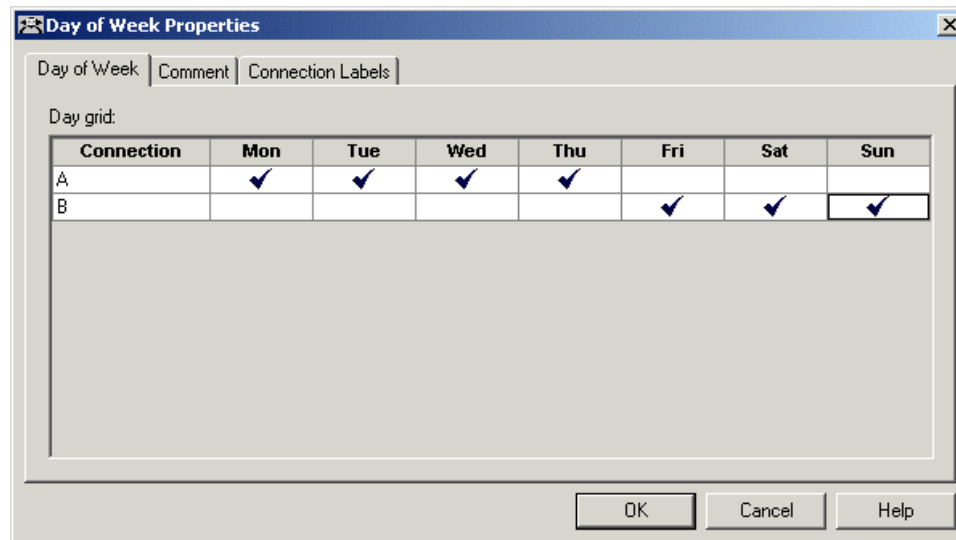 Day of Week Properties
Day of Week Comment Connection Labels
Day grid:
Connection Mon Tue Wed Thu Fri Sat Sun
A
B
OK Cancel Help